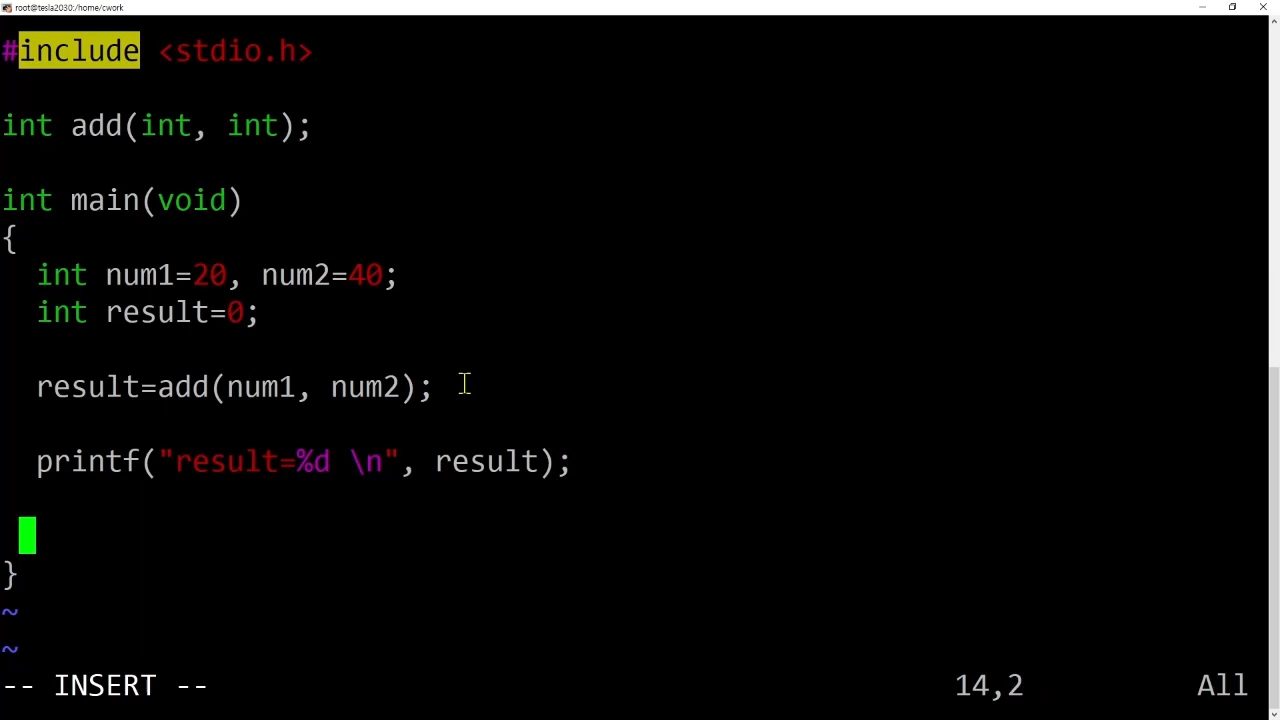 root@tesla2030:/home/cwork
#include <stdio.h>
int add(int, int);
int main(void)
{
int num1=20, num2=40;
int result=0;
result=add(num1, num2);
printf("result=%d \n", result);
}
~
~
-- INSERT --
14,2
All